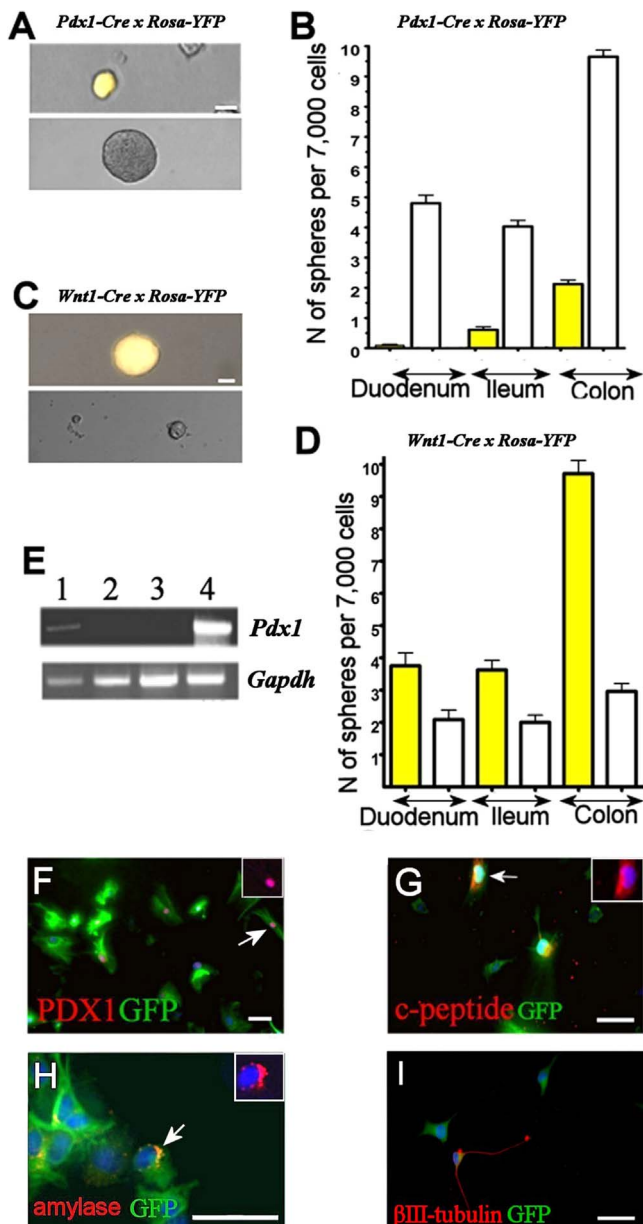 A
Pdx1-Cre x Rosa-YFP
B
Pdx1-Cre x Rosa-YFP
N of spheres per 7,000 cells
10
9
8
7
6
5
4
3
2
1
0
Duodenum
Ileum
Colon
C
Wnt1-Cre x Rosa-YFP
D
Wnt1-Cre x Rosa-YFP
N of spheres per 7,000 cells
10
9
8
7
6
5
4
3
2
1
Duodenum
Ileum
Colon
E
1 2 3 4
Pdx1
Gapdh
F
PDX1 GFP
G
c-peptide GFP
H
amylase GFP
I
βIII-tubulin GFP